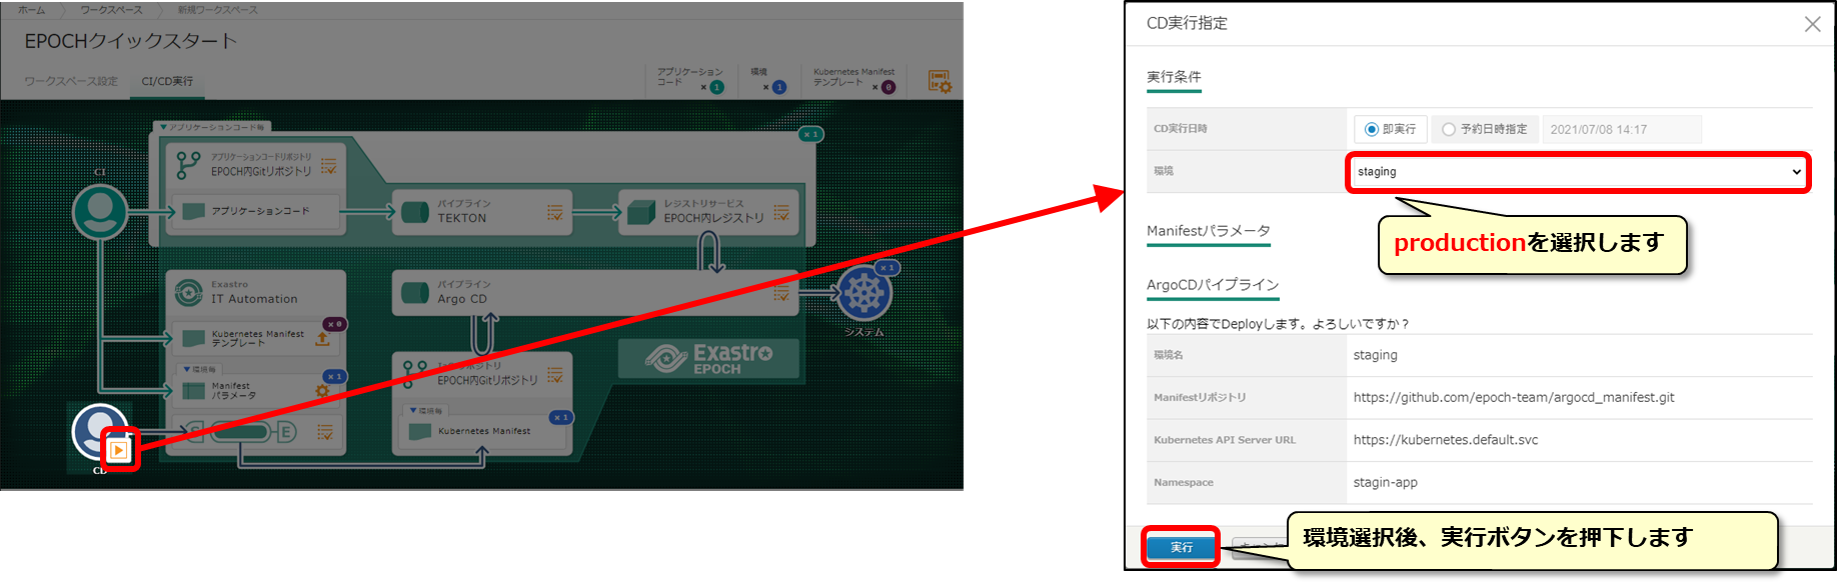 ホーム
ワークスペース
新規ワークスペース
EPOCHクイックスタート
ワークスペース設定
CI/CD実行
アプリケーション
コード
× 1
環境
× 1
Kubernetes Manifest
テンプレート
× 0
▼アプリケーションコード毎
× 1
CI
アプリケーションコードリポジトリ
EPOCH内Gitリポジトリ
アプリケーションコード
パイプライン
TEKTON
レジストリサービス
EPOCH内レジストリ
Exastro
IT Automation
パイプライン
Argo CD
× 1
システム
Kubernetes Manifest
テンプレート
× 0
▼環境毎
× 1
Manifest
パラメータ
EPOCH内Gitリポジトリ
▼環境毎
× 1
Kubernetes Manifest
Exastro
EPOCH
S
E
CD
CD実行指定
実行条件
CD実行日時
即実行
予約日時指定
2021/07/08 14:17
環境
staging
productionを選択します
Manifestパラメータ
ArgoCDパイプライン
以下の内容でDeployします。よろしいですか？
環境名
staging
Manifestリポジトリ
https://github.com/epoch-team/argocd_manifest.git
Kubernetes API Server URL
https://kubernetes.default.svc
Namespace
stagin-app
実行
環境選択後、実行ボタンを押下します